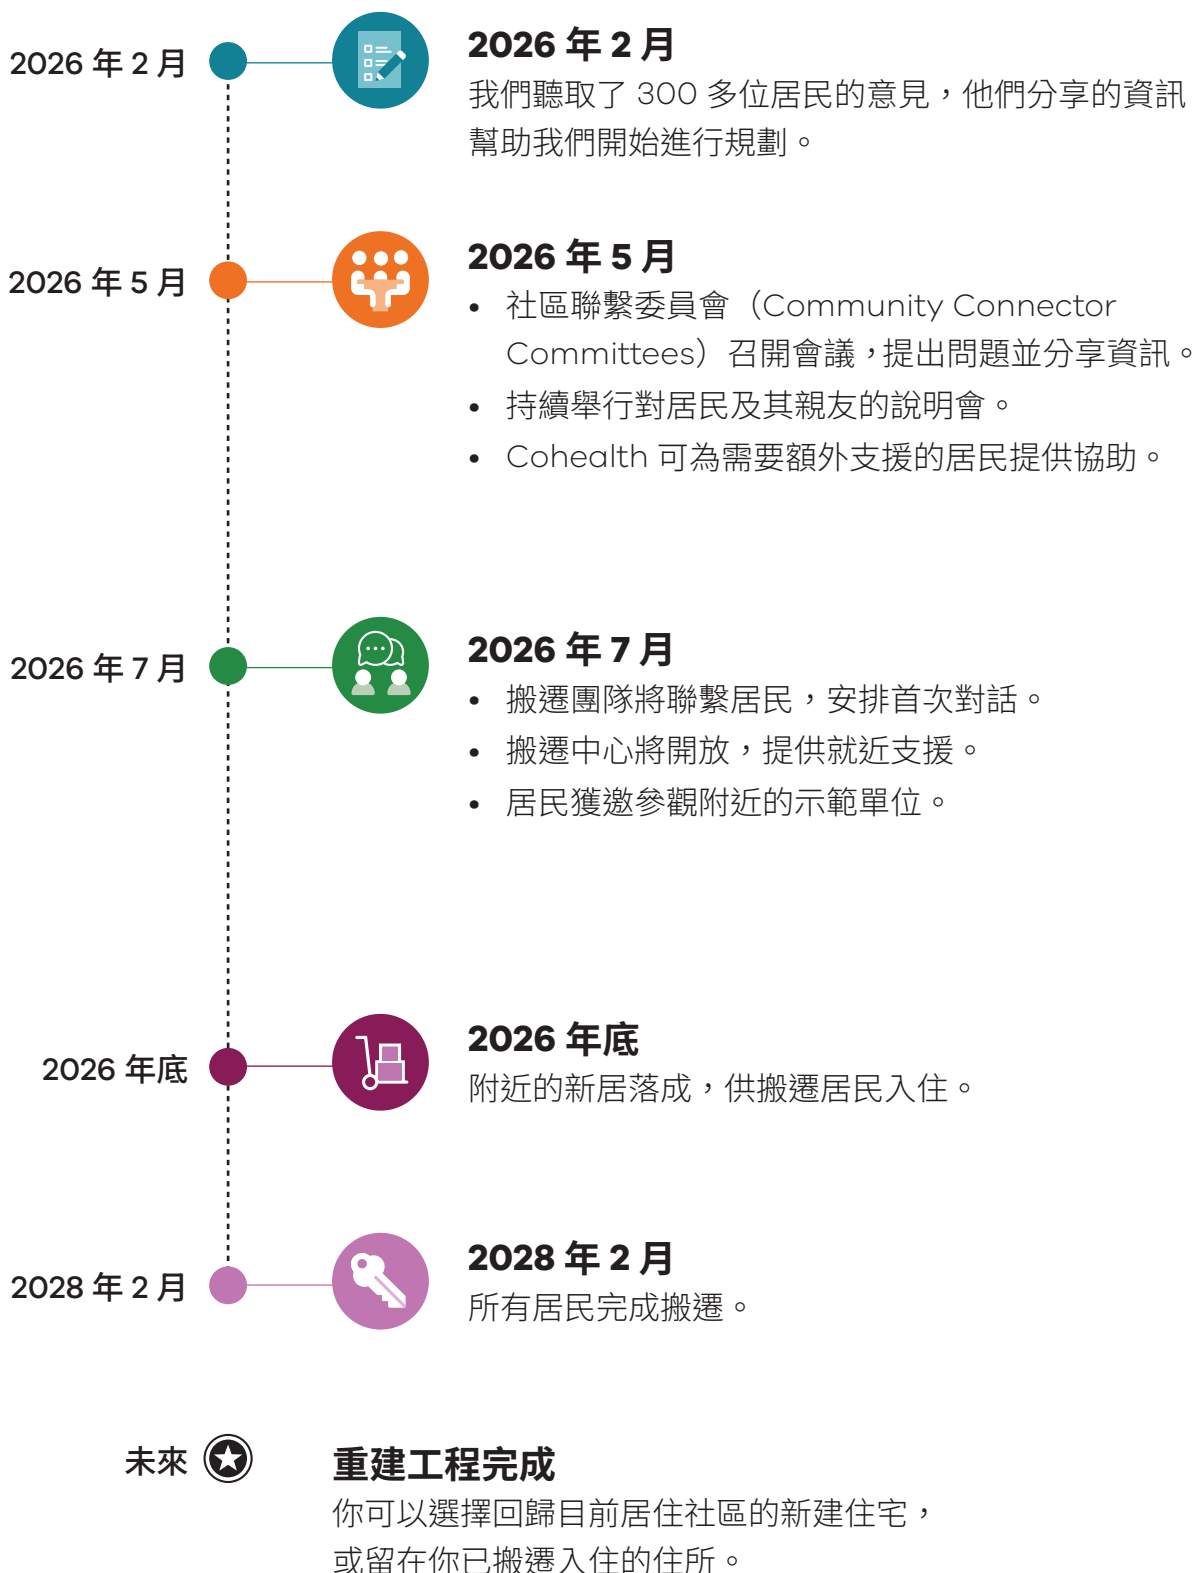 2026 年 2 月
2026 年 2 月
我們聽取了 300 多位居民的意見，他們分享的資訊
幫助我們開始進行規劃。
2026 年 5 月
2026 年 5 月
• 社區聯繫委員會（Community Connector
Committees）召開會議，提出問題並分享資訊。
• 持續舉行對居民及其親友的說明會。
• Cohealth 可為需要額外支援的居民提供協助。
2026 年 7 月
2026 年 7 月
• 搬遷團隊將聯繫居民，安排首次對話。
• 搬遷中心將開放，提供就近支援。
• 居民獲邀參觀附近的示範單位。
2026 年底
2026 年底
附近的新居落成，供搬遷居民入住。
2028 年 2 月
2028 年 2 月
所有居民完成搬遷。
未來
重建工程完成
你可以選擇回歸目前居住社區的新建住宅，
或留在你已搬遷入住的住所。